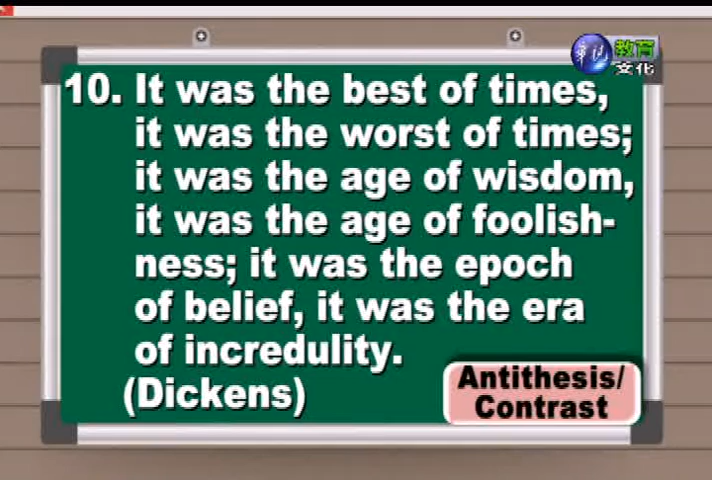 華視
教育
文化
10. It was the best of times,
it was the worst of times;
it was the age of wisdom,
it was the age of foolish-
ness; it was the epoch
of belief, it was the era
of incredulity.
(Dickens)
Antithesis/
Contrast